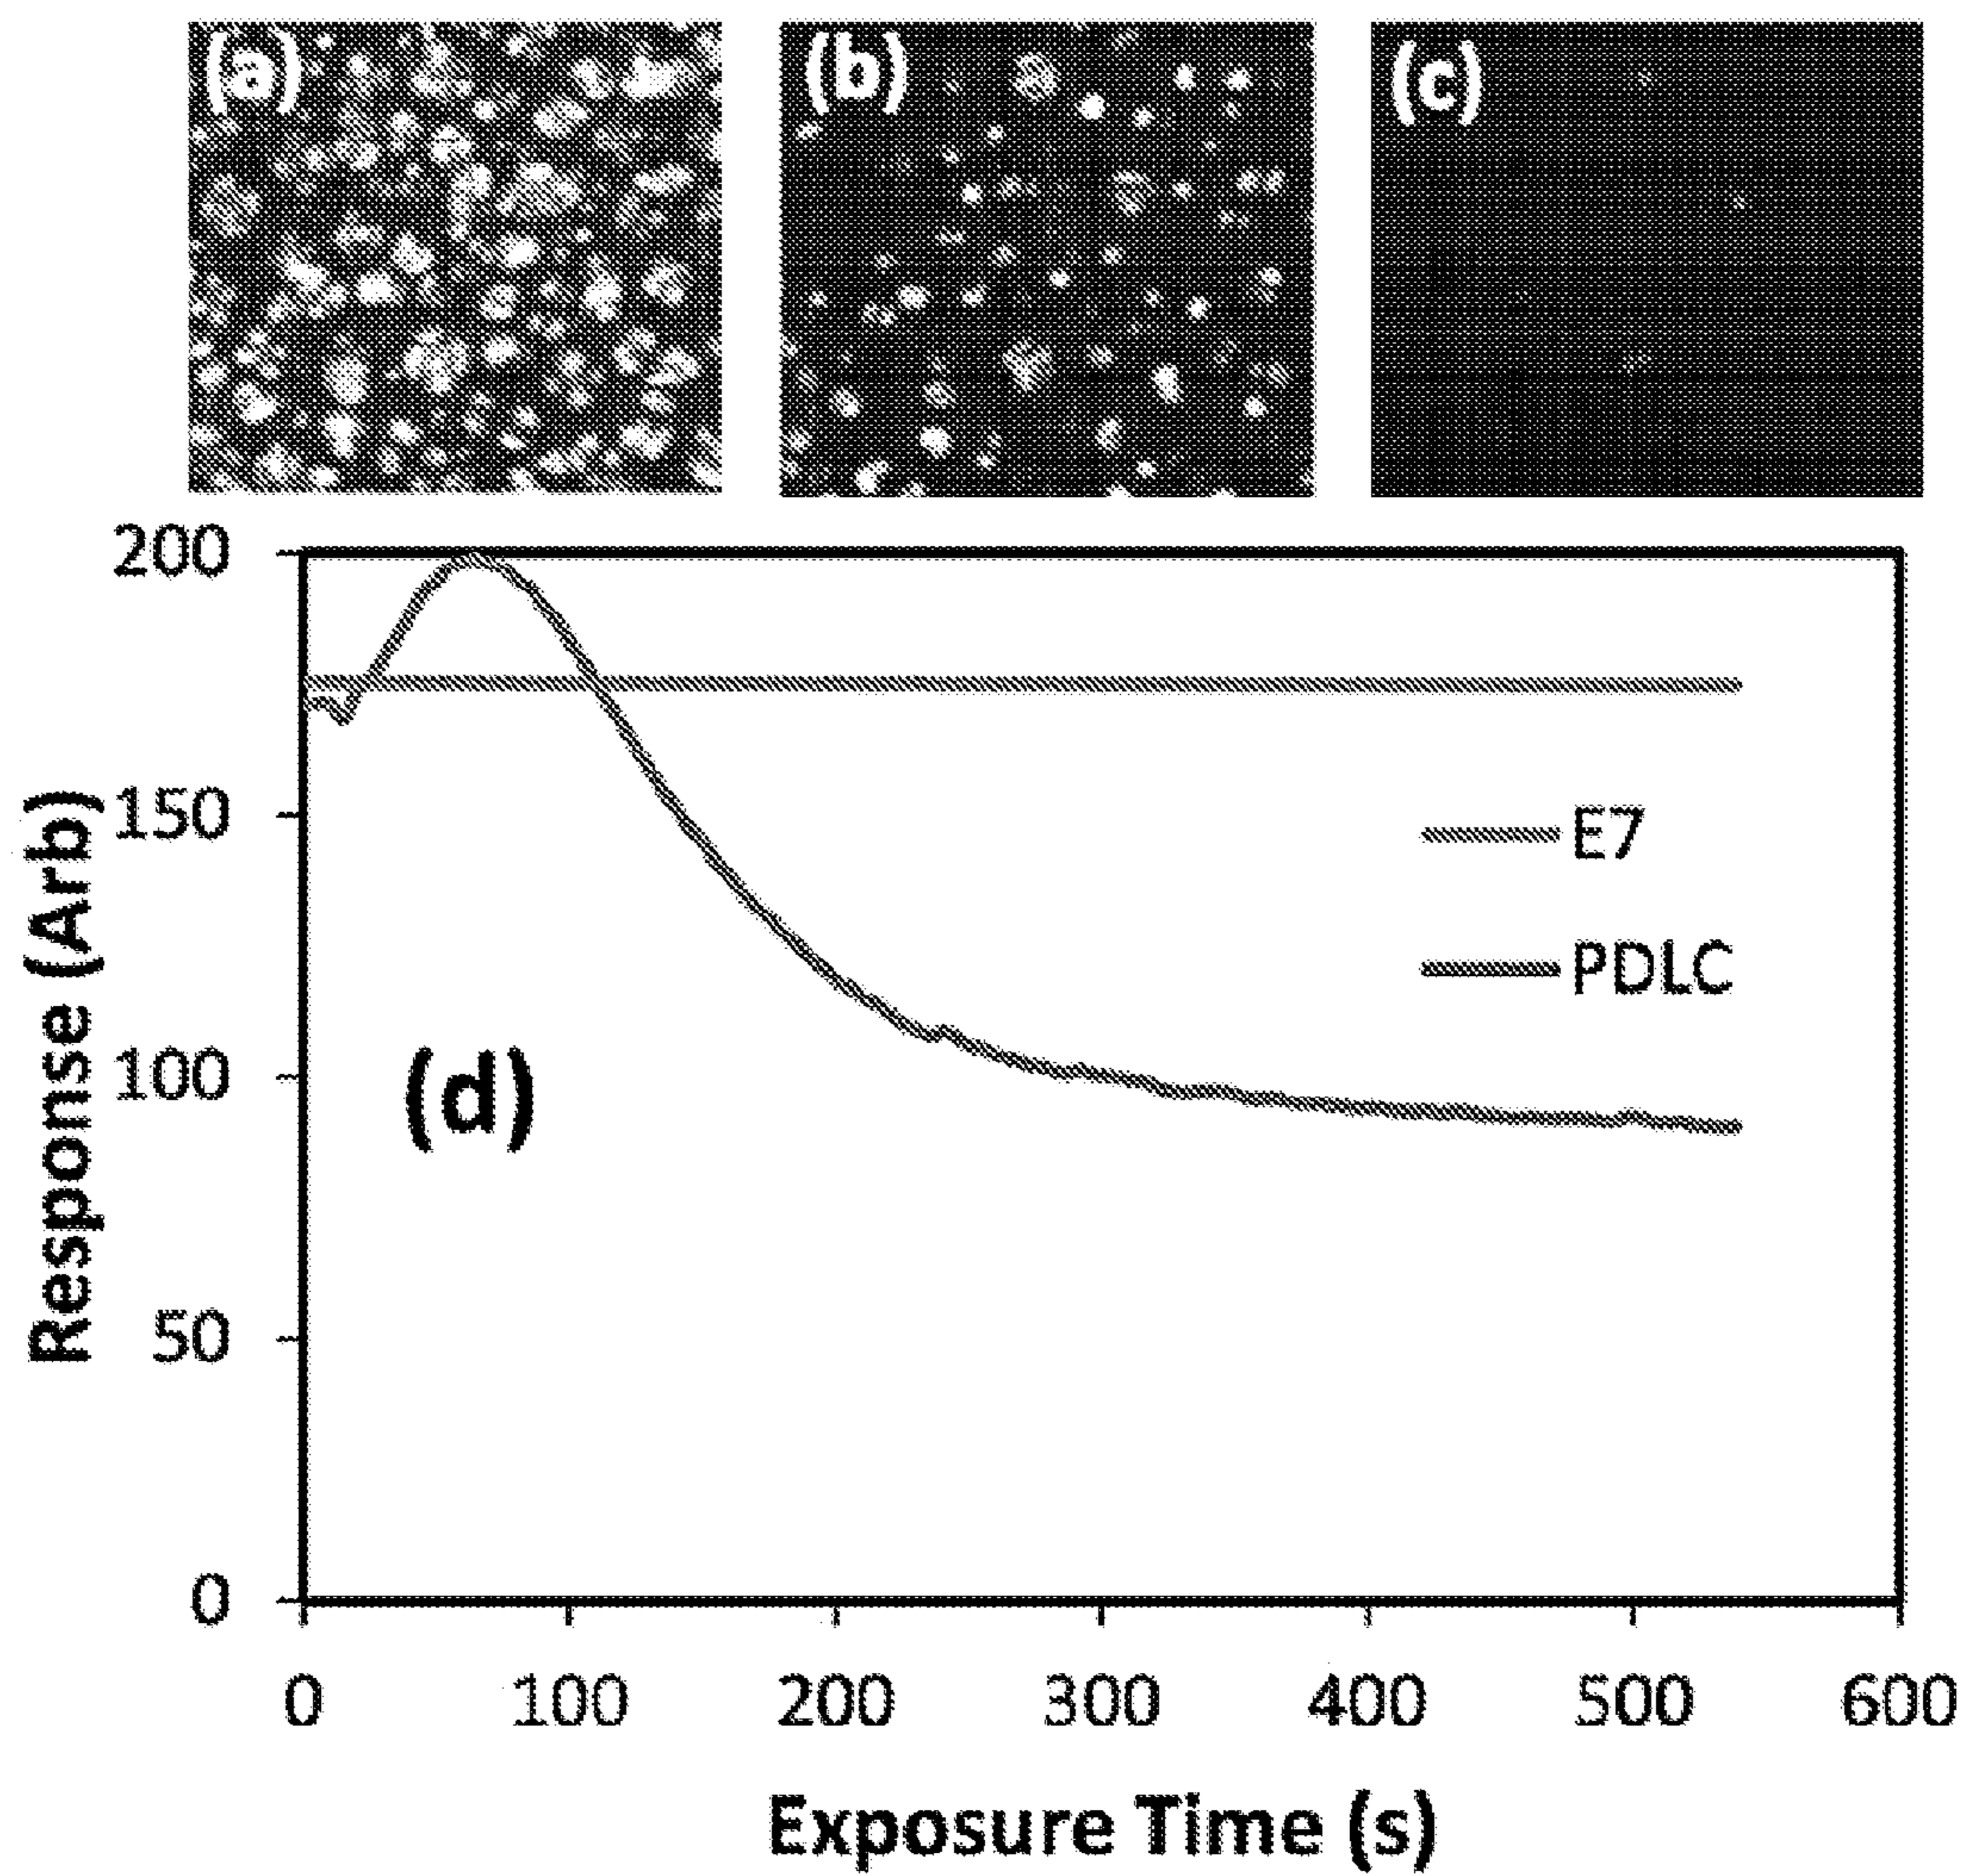 (a) (b) (c)
200
150
100
50
0
Response (Arb)
E7
PDLC
(d)
0 100 200 300 400 500 600
Exposure Time (s)